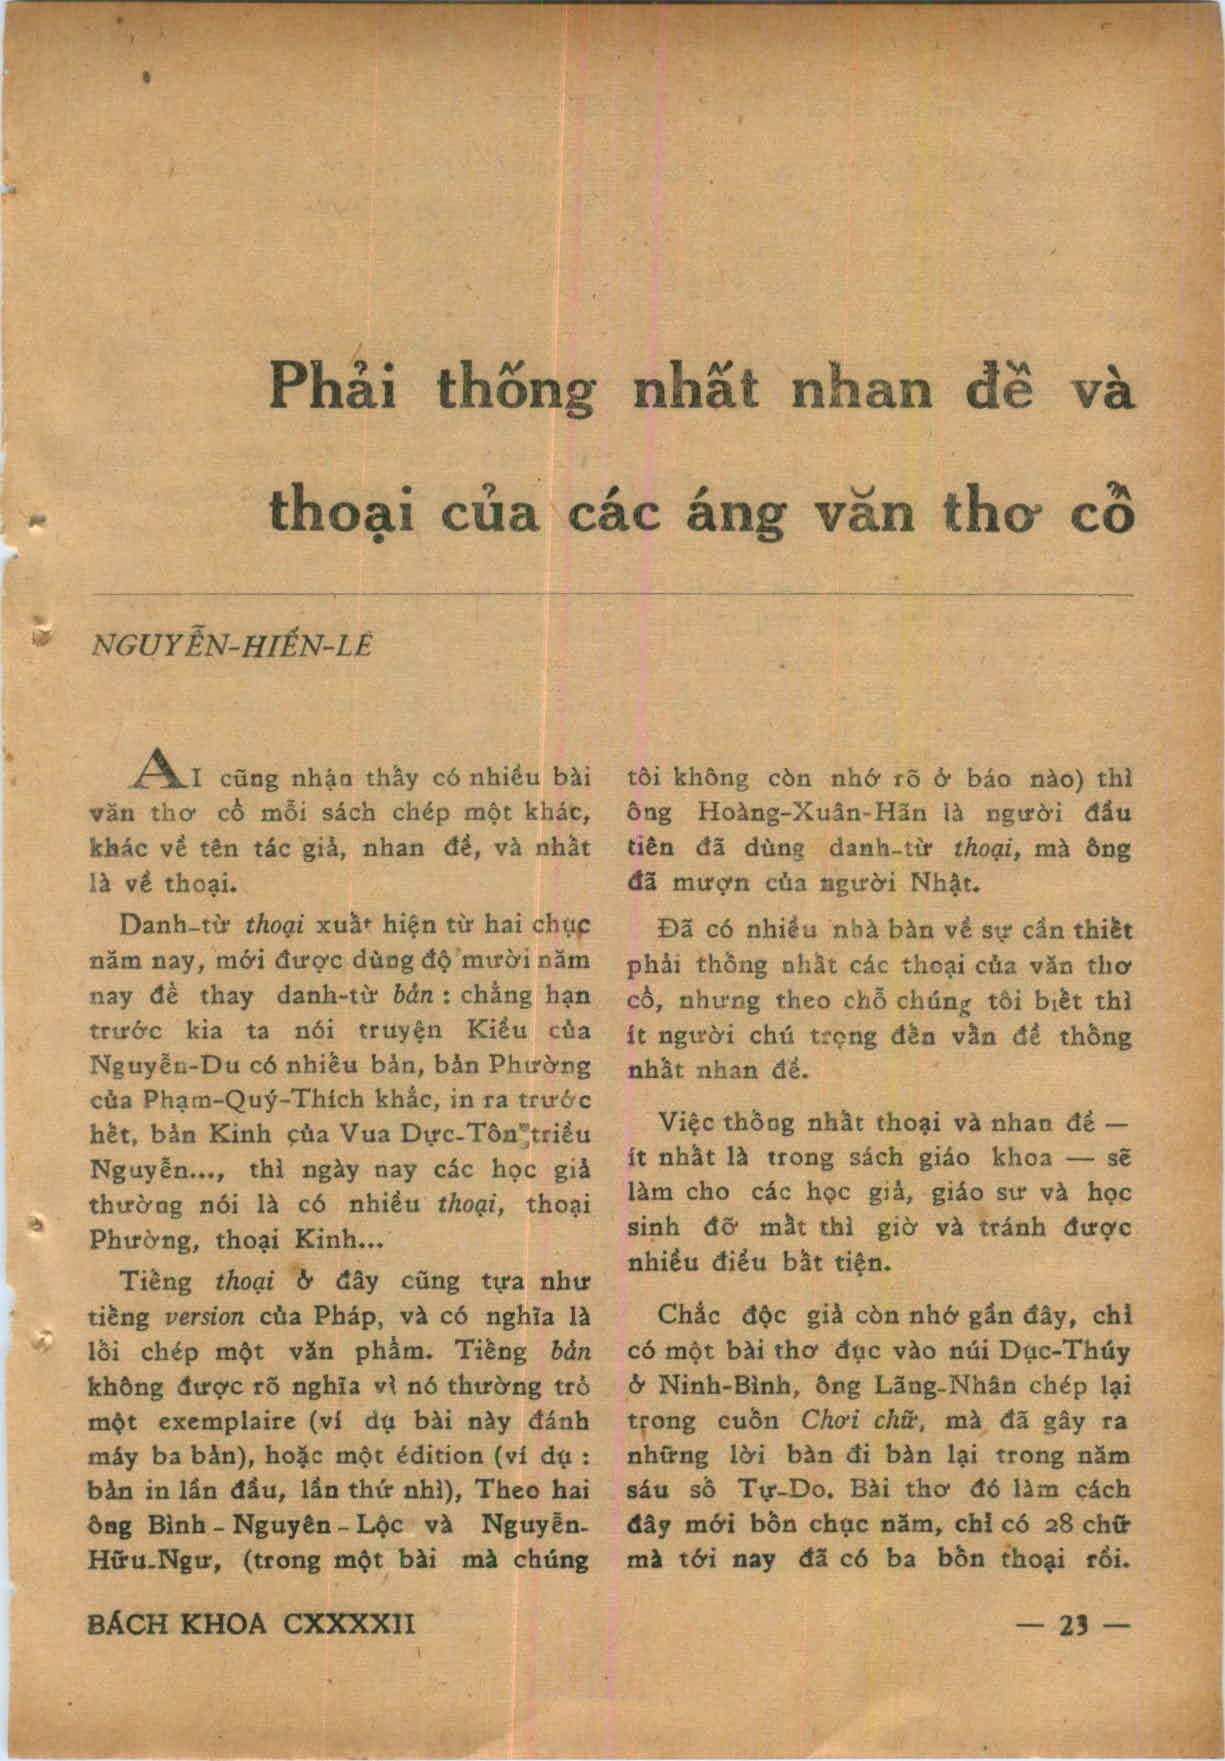 Phải thống nhất nhan đề và
thoại của các áng văn thơ cổ
NGUYỄN-HIẾN-LÊ
AI cũng nhận thấy có nhiều bài
văn thơ cổ mỗi sách chép một khác,
khác về tên tác giả, nhan đề, và nhất
là về thoại.
Danh-từ thoại xuất hiện từ hai chục
năm nay, mới được dùng độ mười năm
nay để thay danh-từ bản : chẳng hạn
trước kia ta nói truyện Kiều của
Nguyễn-Du có nhiều bản, bản Phường
của Phạm-Quý-Thích khắc, in ra trước
hết, bản Kinh của Vua Dực-Tôn triều
Nguyễn..., thì ngày nay các học giả
thường nói là có nhiều thoại, thoại
Phường, thoại Kinh...
Tiếng thoại ở đây cũng tựa như
tiếng version của Pháp, và có nghĩa là
lối chép một văn phẩm. Tiếng bản
không được rõ nghĩa vì nó thường trỏ
một exemplaire (ví dụ bài này đánh
máy ba bản), hoặc một édition (ví dụ :
bản in lần đầu, lần thứ nhì), Theo hai
ông Bình-Nguyên-Lộc và Nguyễn-
Hữu-Ngư, (trong một bài mà chúng
tôi không còn nhớ rõ ở báo nào) thì
ông Hoàng-Xuân-Hãn là người đầu
tiên đã dùng danh-từ thoại, mà ông
đã mượn của người Nhật.
Đã có nhiều nhà bàn về sự cần thiết
phải thống nhất các thoại của văn thơ
cổ, nhưng theo chỗ chúng tôi biết thì
ít người chú trọng đến vấn đề thống
nhất nhan đề.
Việc thống nhất thoại và nhan đề —
ít nhất là trong sách giáo khoa — sẽ
làm cho các học giả, giáo sư và học
sinh đỡ mất thì giờ và tránh được
nhiều điều bất tiện.
Chắc độc giả còn nhớ gần đây, chỉ
có một bài thơ đục vào núi Dục-Thúy
ở Ninh-Bình, ông Lãng-Nhân chép lại
trong cuốn Chơi chữ, mà đã gây ra
những lời bàn đi bàn lại trong năm
sáu số Tự-Do. Bài thơ đó làm cách
đây mới bốn chục năm, chỉ có 28 chữ
mà tới nay đã có ba bốn thoại rồi.
BÁCH KHOA CXXXXII
— 23 —